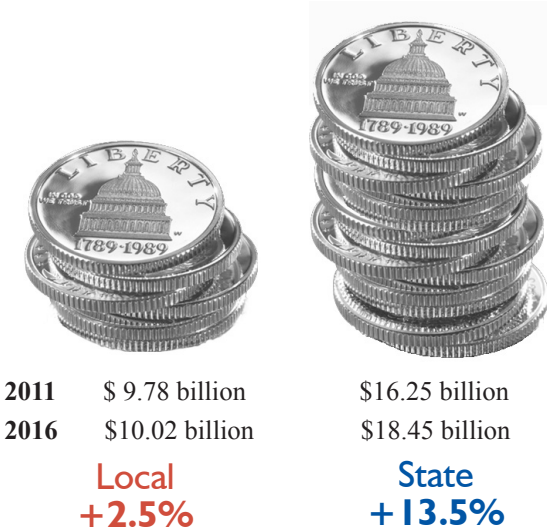 LIBERTY
IN GOD
WE TRUST
1789-1989
W
LIBERTY
IN GOD
WE TRUST
1789-1989
W
2011 $ 9.78 billion $16.25 billion
2016 $10.02 billion $18.45 billion
Local State
+2.5% +13.5%